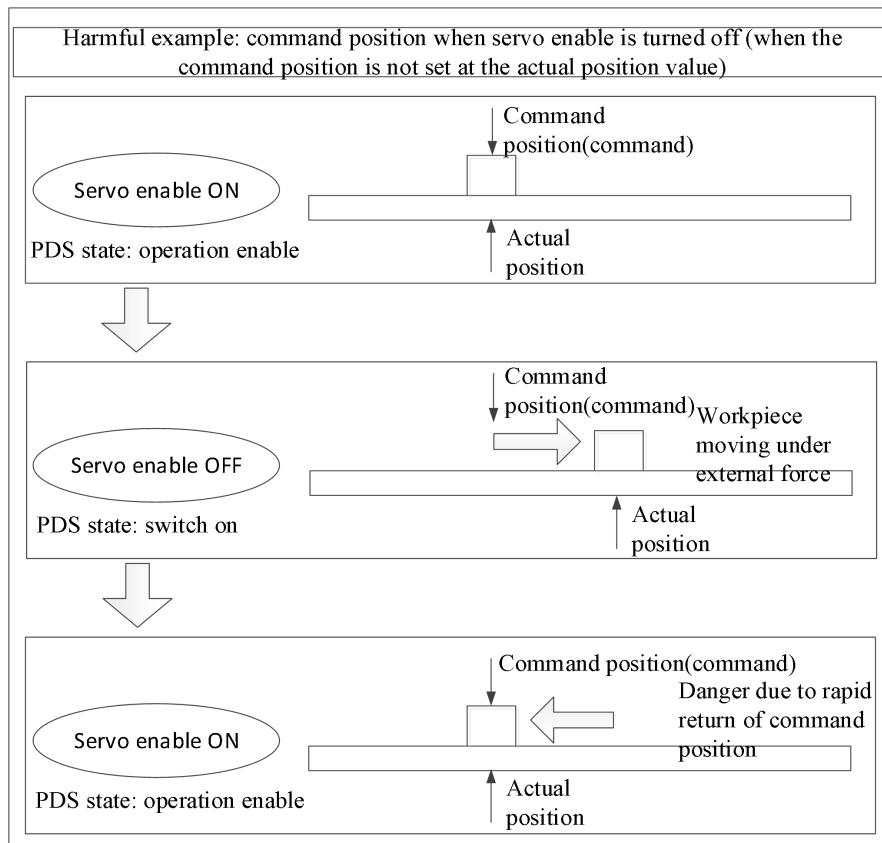 Harmful example: command position when servo enable is turned off (when the
command position is not set at the actual position value)
Command
position(command)
Servo enable ON
Actual
position
PDS state: operation enable
Command
position(command)
Workpiece
moving under
external force
Servo enable OFF
Actual
position
PDS state: switch on
Command position(command)
Danger due to rapid
return of command
position
Servo enable ON
Actual
position
PDS state: operation enable